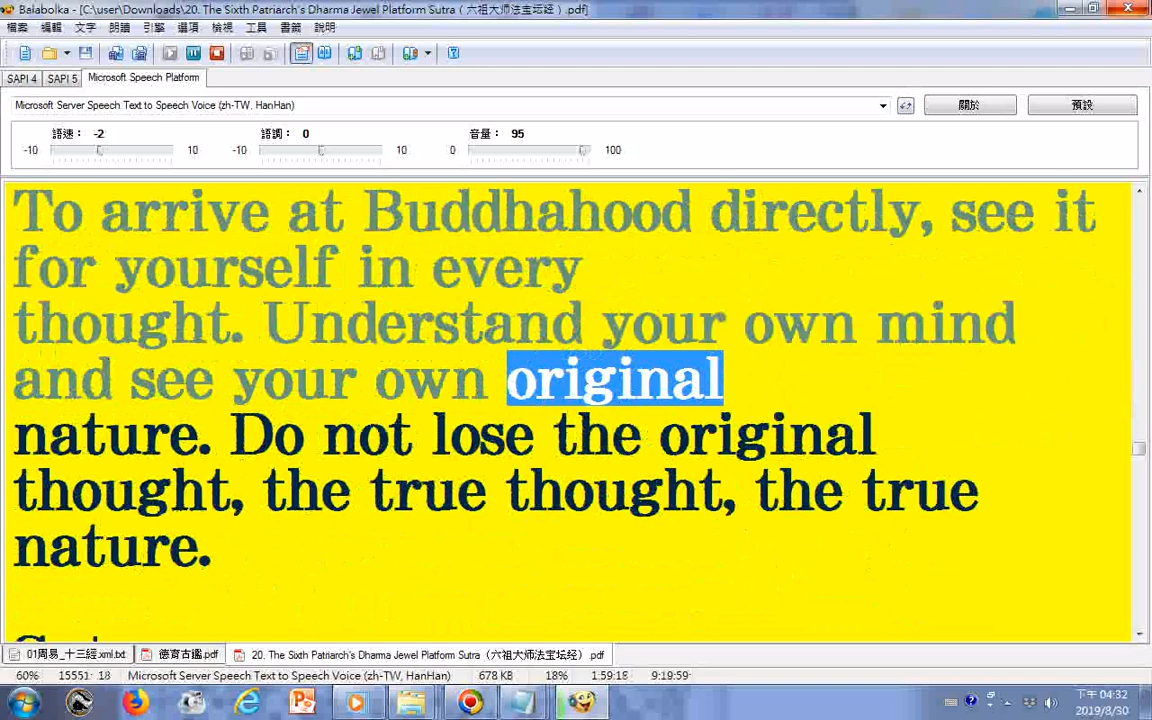 Balabolka - [C:\user\Downloads\20. The Sixth Patriarch's Dharma Jewel Platform Sutra（六祖大师法宝坛经）.pdf]
檔案 編輯 文字 朗讀 引擎 選項 檢視 工具 書籤 說明
SAPI 4 SAPI 5 Microsoft Speech Platform
Microsoft Server Speech Text to Speech Voice (zh-TW, HanHan) 關於 預設
語速： -2 語調： 0 音量： 95
-10 10 -10 10 0 100
To arrive at Buddhahood directly, see it
for yourself in every
thought. Understand your own mind
and see your own original
nature. Do not lose the original
thought, the true thought, the true
nature.
01周易_十三經.xml.txt 德育古鑑.pdf 20. The Sixth Patriarch's Dharma Jewel Platform Sutra（六祖大师法宝坛经）.pdf
60% 15551: 18 Microsoft Server Speech Text to Speech Voice (zh-TW, HanHan) 678 KB 18% 1:59:18 9:19:59
下午 04:32
2019/8/30